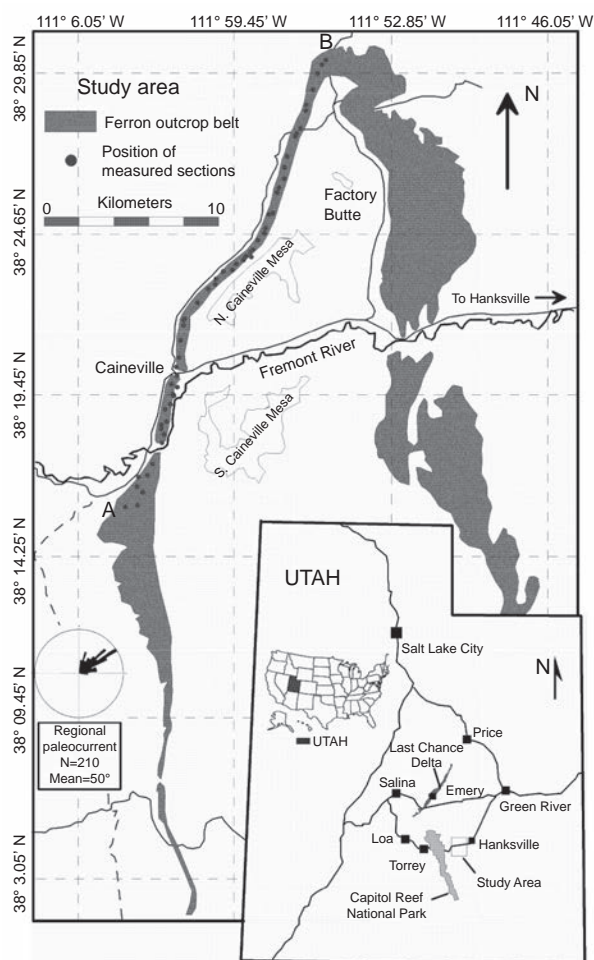 111° 6.05' N
111° 59.45' N
111° 52.85' N
111° 46.05' N
38° 29.85' N
38° 24.65' N
38° 19.45' N
38° 14.25' N
38° 09.45' N
38° 3.05' N
B
N
Study area
Ferron outcrop belt
Position of
measured sections
Kilometers
0
10
Factory
Butte
N. Caineville Mesa
To Hanksville
Caineville
Fremont River
S. Caineville Mesa
A
Regional
paleocurrent
N=210
Mean=50°
UTAH
Salt Lake City
N
UTAH
Price
Last Chance
Delta
Salina
Emery
Green River
Loa
Hanksville
Torrey
Study Area
Capitol Reef
National Park